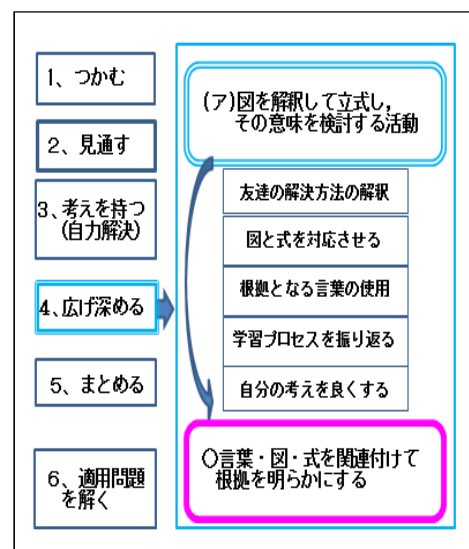 1、つかむ
2、見通す
3、考えを持つ
(自力解決)
4、広げ深める
5、まとめる
6、適用問題
を解く
(ア)図を解釈して立式し，
その意味を検討する活動
友達の解決方法の解釈
図と式を対応させる
根拠となる言葉の使用
学習プロセスを振り返る
自分の考えを良くする
○言葉・図・式を関連付けて
根拠を明らかにする